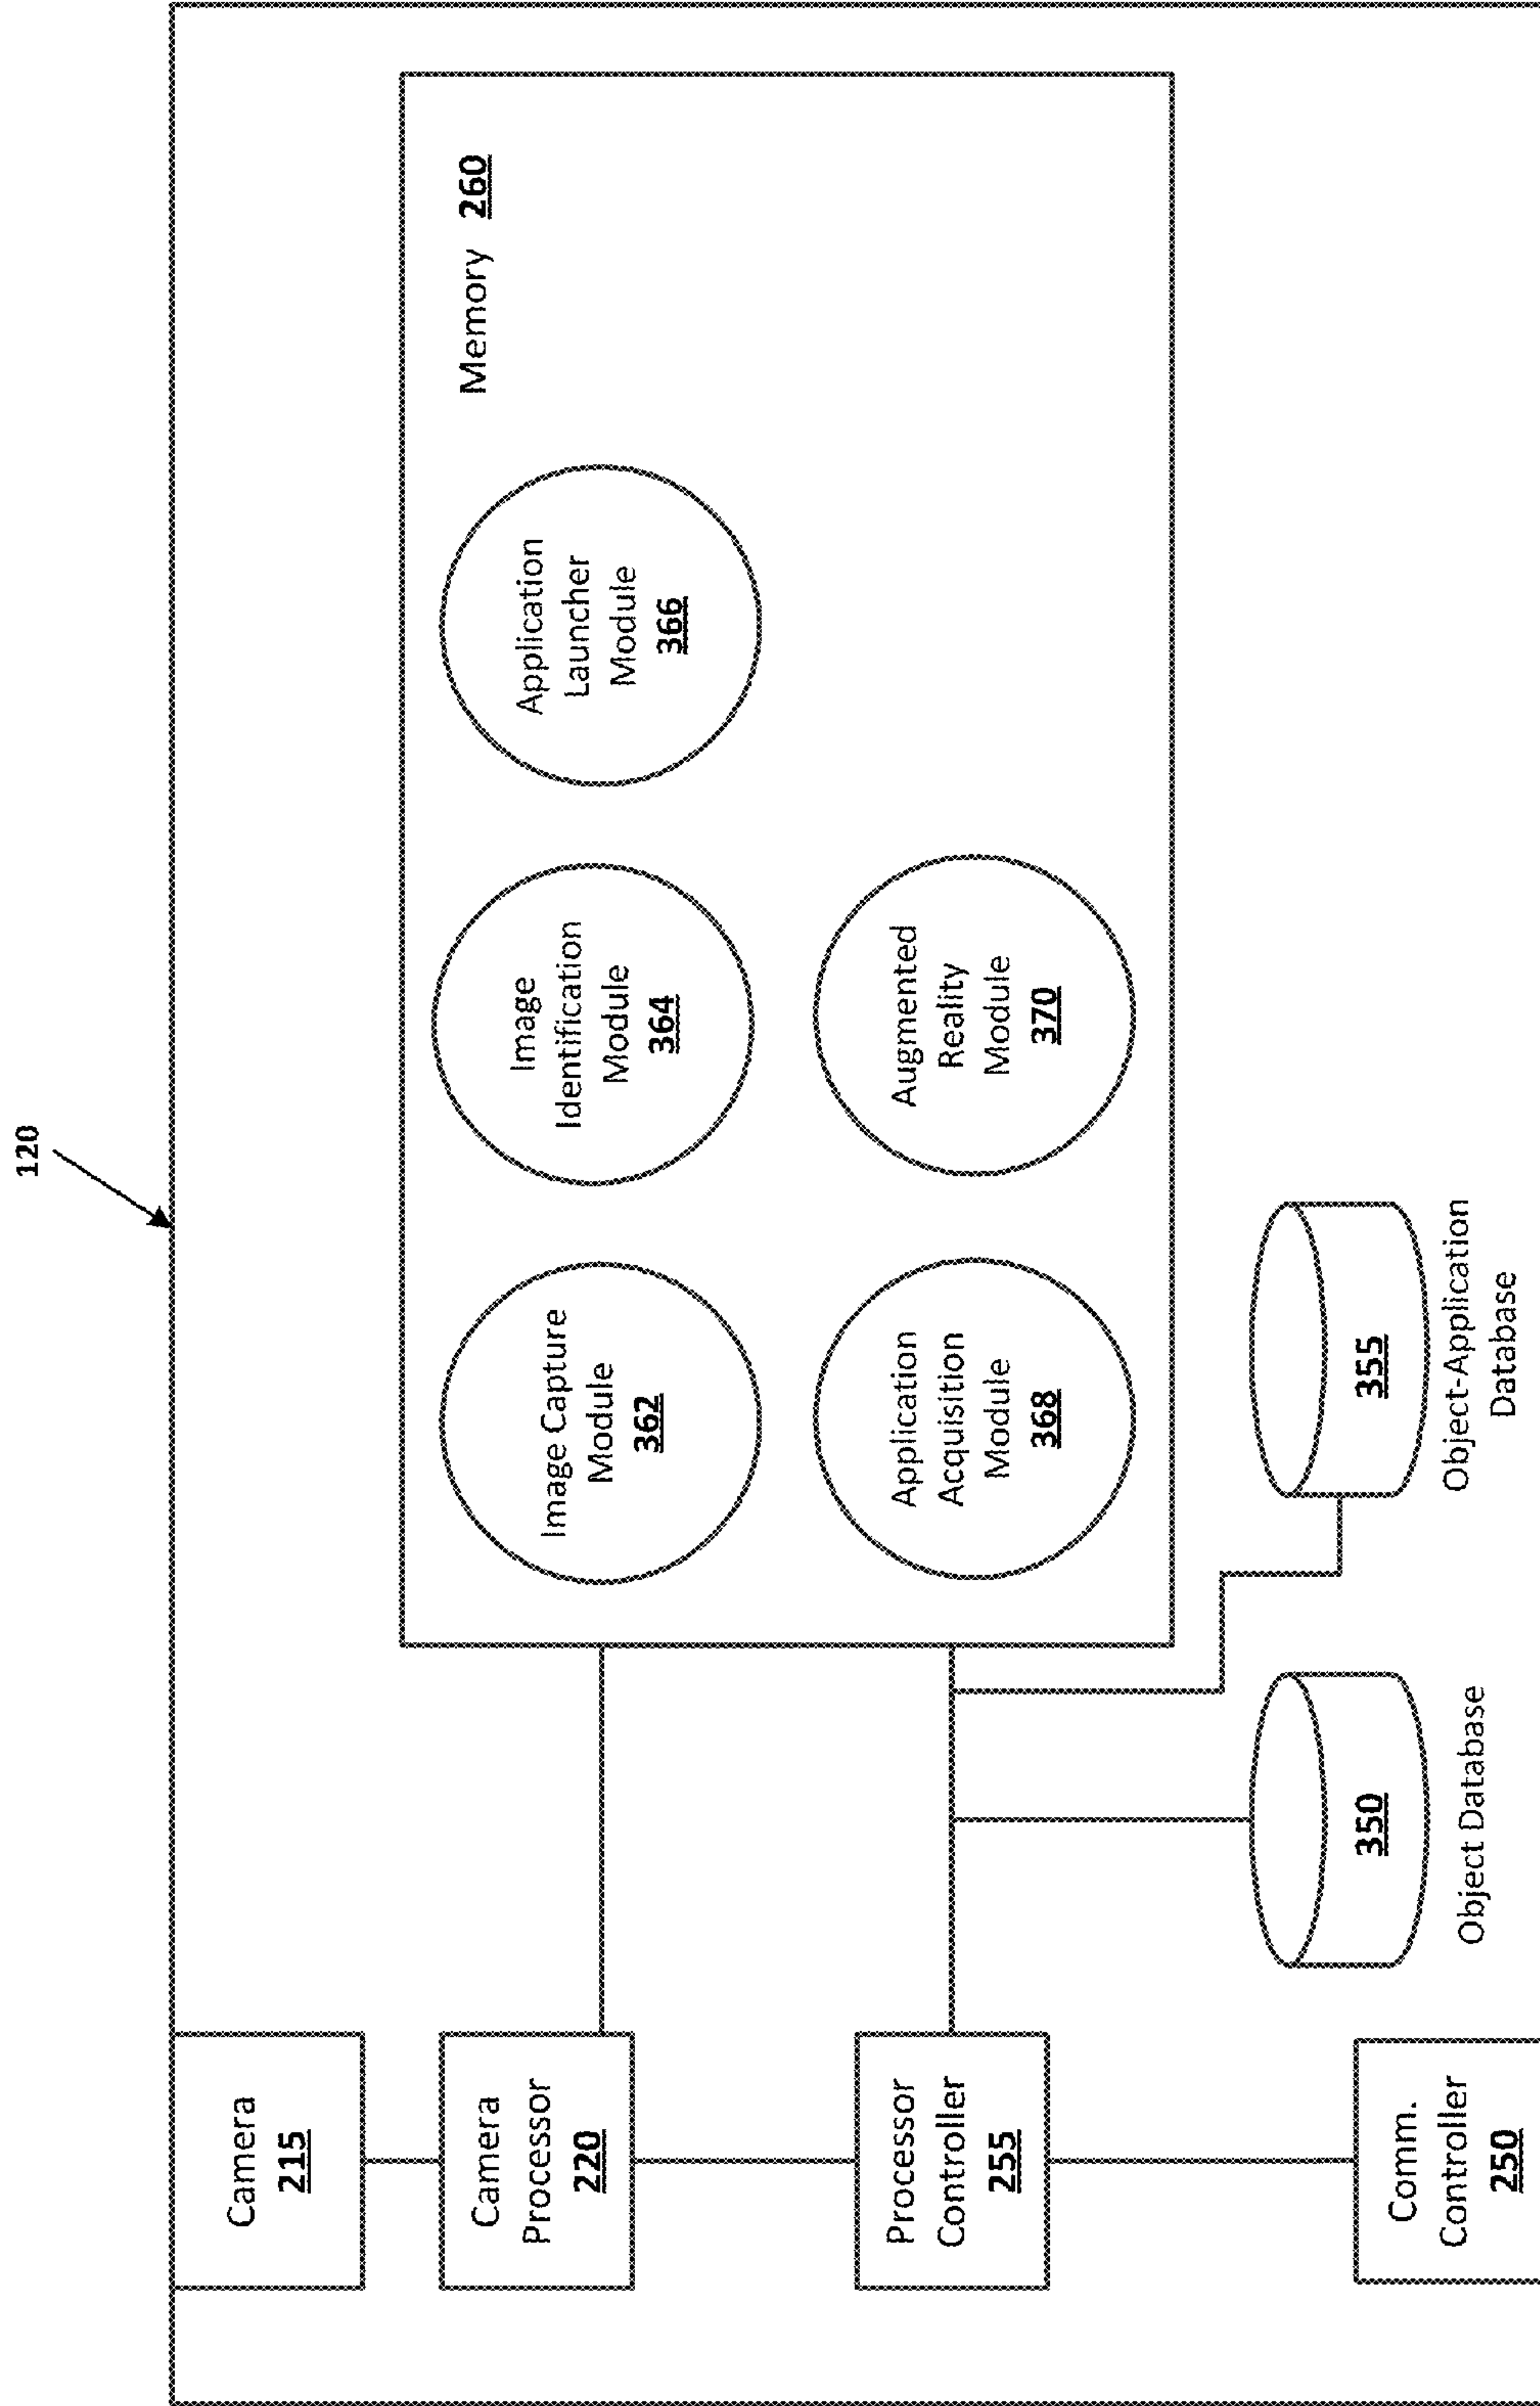 120
Camera
215
Camera
Processor
220
Processor
Controller
255
Comm.
Controller
250
Memory 260
Image Capture
Module
362
Image
Identification
Module
364
Application
Launcher
Module
366
Application
Acquisition
Module
368
Augmented
Reality
Module
370
350
Object Database
355
Object-Application
Database